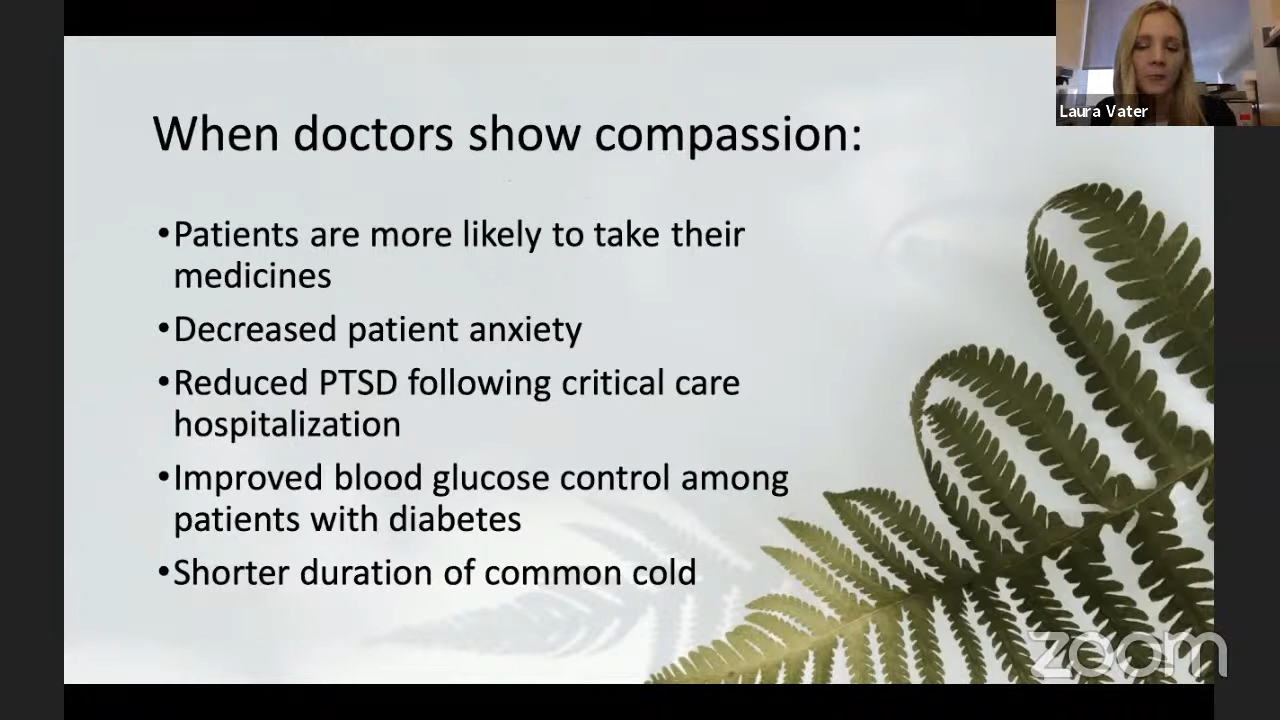 Laura Vater
When doctors show compassion:
•Patients are more likely to take their
medicines
•Decreased patient anxiety
•Reduced PTSD following critical care
hospitalization
•Improved blood glucose control among
patients with diabetes
•Shorter duration of common cold
zoom